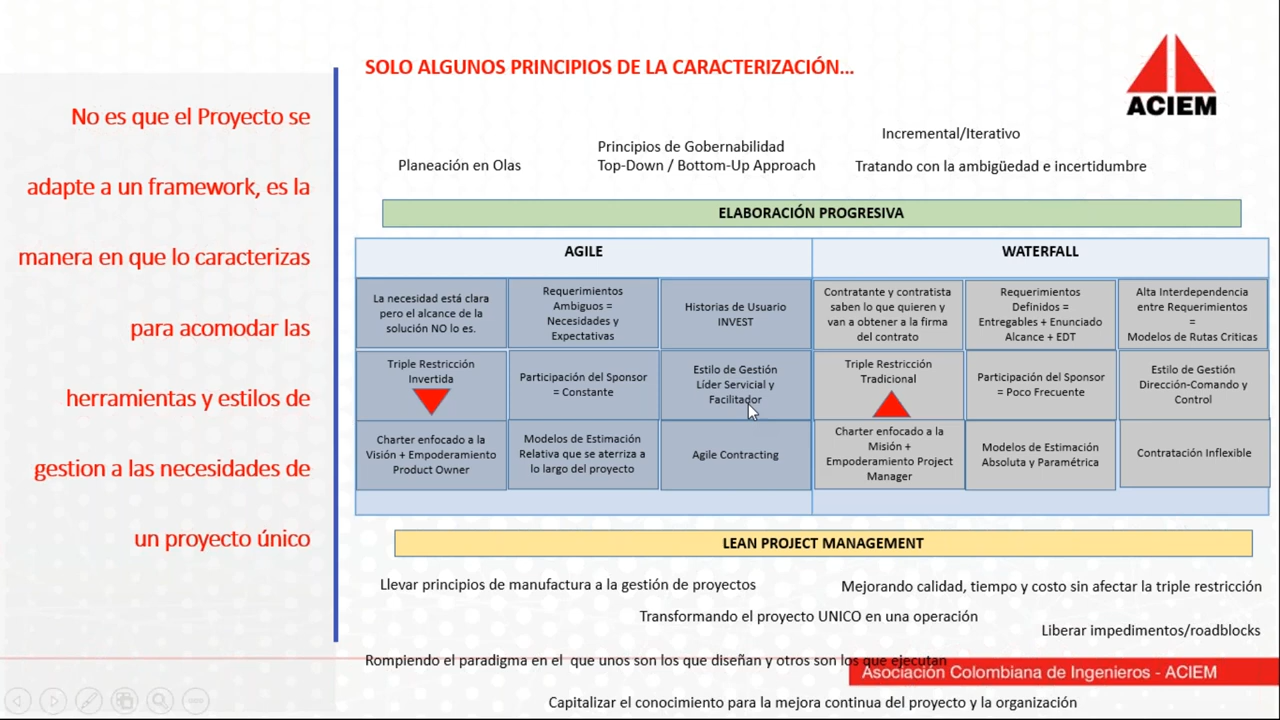 SOLO ALGUNOS PRINCIPIOS DE LA CARACTERIZACIÓN...
ACIEM
No es que el Proyecto se
adapte a un framework, es la
manera en que lo caracterizas
para acomodar las
herramientas y estilos de
gestion a las necesidades de
un proyecto único
Planeación en Olas
Principios de Gobernabilidad
Top-Down / Bottom-Up Approach
Incremental/Iterativo
Tratando con la ambigüedad e incertidumbre
ELABORACIÓN PROGRESIVA
AGILE
WATERFALL
La necesidad está clara
pero el alcance de la
solución NO lo es.
Requerimientos
Ambiguos =
Necesidades y
Expectativas
Historias de Usuario
INVEST
Contratante y contratista
saben lo que quieren y
van a obtener a la firma
del contrato
Requerimientos
Definidos =
Entregables + Enunciado
Alcance + EDT
Alta Interdependencia
entre Requerimientos
=
Modelos de Rutas Criticas
Triple Restricción
Invertida
Participación del Sponsor
= Constante
Estilo de Gestión
Líder Servicial y
Facilitador
Triple Restricción
Tradicional
Participación del Sponsor
= Poco Frecuente
Estilo de Gestión
Dirección-Comando y
Control
Charter enfocado a la
Visión + Empoderamiento
Product Owner
Modelos de Estimación
Relativa que se aterriza a
lo largo del proyecto
Agile Contracting
Charter enfocado a la
Misión +
Empoderamiento Project
Manager
Modelos de Estimación
Absoluta y Paramétrica
Contratación Inflexible
LEAN PROJECT MANAGEMENT
Llevar principios de manufactura a la gestión de proyectos
Mejorando calidad, tiempo y costo sin afectar la triple restricción
Transformando el proyecto UNICO en una operación
Liberar impedimentos/roadblocks
Rompiendo el paradigma en el que unos son los que diseñan y otros son los que ejecutan
Asociación Colombiana de Ingenieros - ACIEM
Capitalizar el conocimiento para la mejora continua del proyecto y la organización